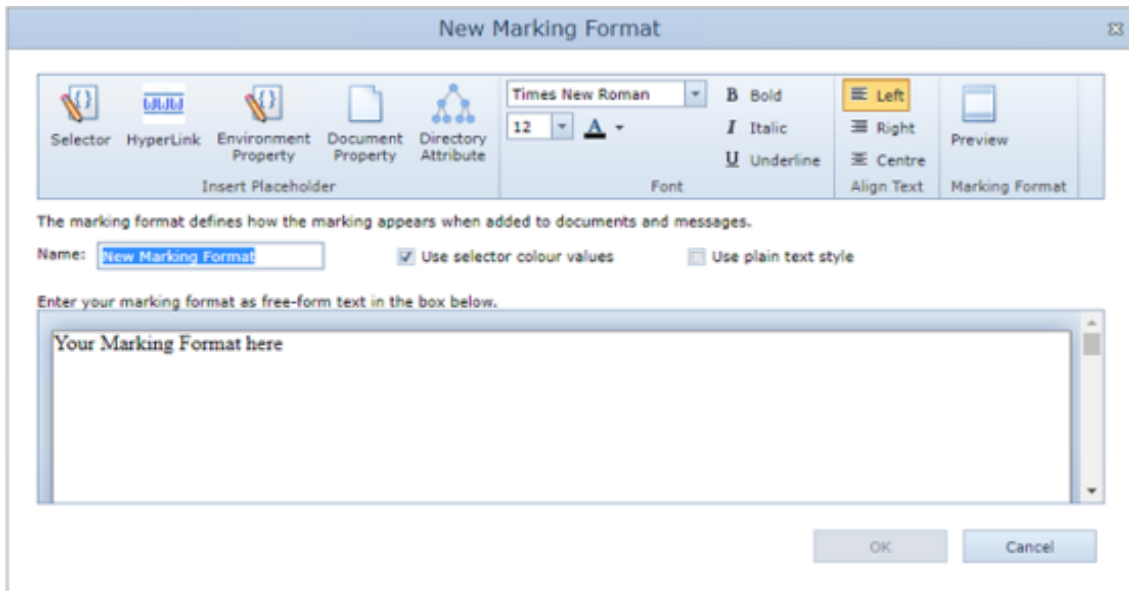 New Marking Format
Selector HyperLink Environment Property Document Property Directory Attribute
Insert Placeholder
Times New Roman
12 A
B Bold
I Italic
U Underline
Font
Left
Right
Centre
Align Text
Preview
Marking Format
The marking format defines how the marking appears when added to documents and messages.
Name: New Marking Format Use selector colour values Use plain text style
Enter your marking format as free-form text in the box below.
Your Marking Format here
OK Cancel